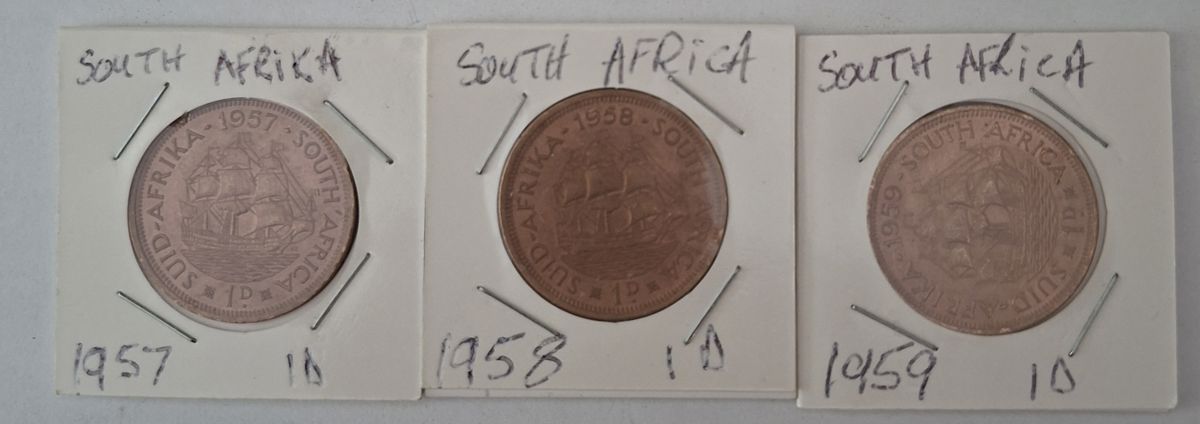 SOUTH AFRIKA
SUID-AFRIKA-1957-SOUTH AFRICA
1D.
1957 1D
SOUTH AFRICA
SUID-AFRIKA-1958-SOUTH AFRICA
1D.
1958 1D
SOUTH AFRICA
SUID-AFRIKA-1959-SOUTH AFRICA
1D.
1959 1D